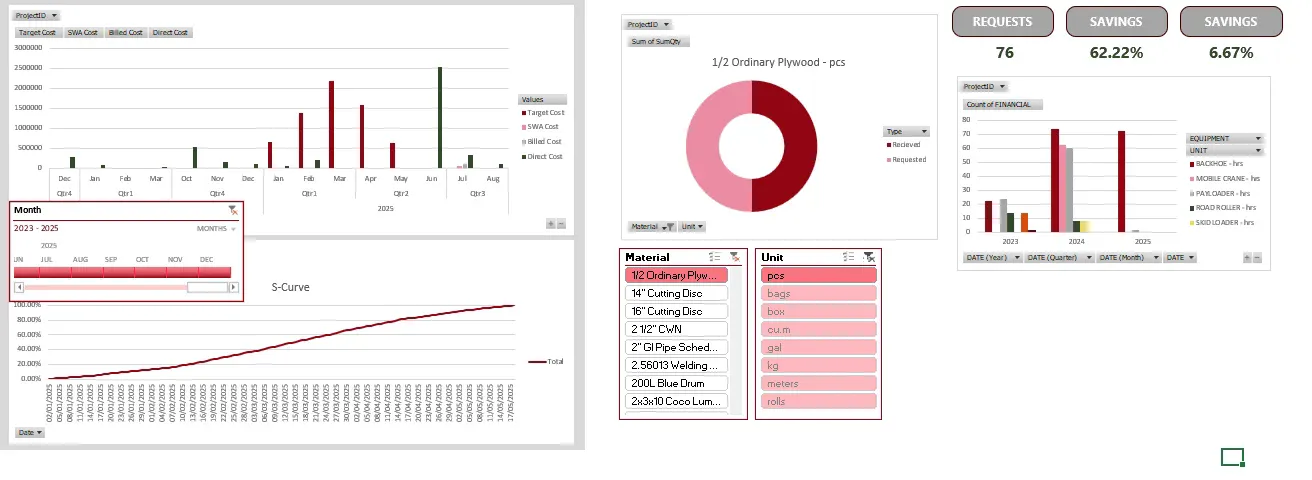 ProjectID
Target Cost SWA Cost Billed Cost Direct Cost
3000000
2500000
2000000
1500000
1000000
500000
0
Dec Jan Feb Mar Oct Nov Dec Jan Feb Mar Apr May Jun Jul Aug
Qtr4 Qtr1 Qtr4 Qtr1 Qtr2 Qtr3
2025
Values
Target Cost
SWA Cost
Billed Cost
Direct Cost
Month
2023 - 2025 MONTHS
2025
UN JUL AUG SEP OCT NOV DEC
S-Curve
100.00%
80.00%
60.00%
40.00%
20.00%
0.00%
02/01/2025
05/01/2025
08/01/2025
11/01/2025
14/01/2025
17/01/2025
20/01/2025
23/01/2025
26/01/2025
29/01/2025
01/02/2025
04/02/2025
07/02/2025
10/02/2025
13/02/2025
16/02/2025
19/02/2025
22/02/2025
25/02/2025
28/02/2025
03/03/2025
06/03/2025
09/03/2025
12/03/2025
15/03/2025
18/03/2025
21/03/2025
24/03/2025
27/03/2025
30/03/2025
02/04/2025
05/04/2025
08/04/2025
11/04/2025
14/04/2025
17/04/2025
20/04/2025
23/04/2025
26/04/2025
29/04/2025
02/05/2025
05/05/2025
08/05/2025
11/05/2025
14/05/2025
17/05/2025
Total
Date
ProjectID
Sum of SumQty
1/2 Ordinary Plywood - pcs
Type
Recieved
Requested
Material Unit
Material
1/2 Ordinary Plyw...
14" Cutting Disc
16" Cutting Disc
2 1/2" CWN
2" GI Pipe Sched...
2.56013 Welding ...
200L Blue Drum
2x3x10 Coco Lum...
Unit
pcs
bags
box
cu.m
gal
kg
meters
rolls
REQUESTS SAVINGS SAVINGS
76 62.22% 6.67%
ProjectID
Count of FINANCIAL
80
70
60
50
40
30
20
10
0
2023 2024 2025
EQUIPMENT
UNIT
BACKHOE - hrs
MOBILE CRANE - hrs
PAYLOADER - hrs
ROAD ROLLER - hrs
SKID LOADER - hrs
DATE (Year) DATE (Quarter) DATE (Month) DATE